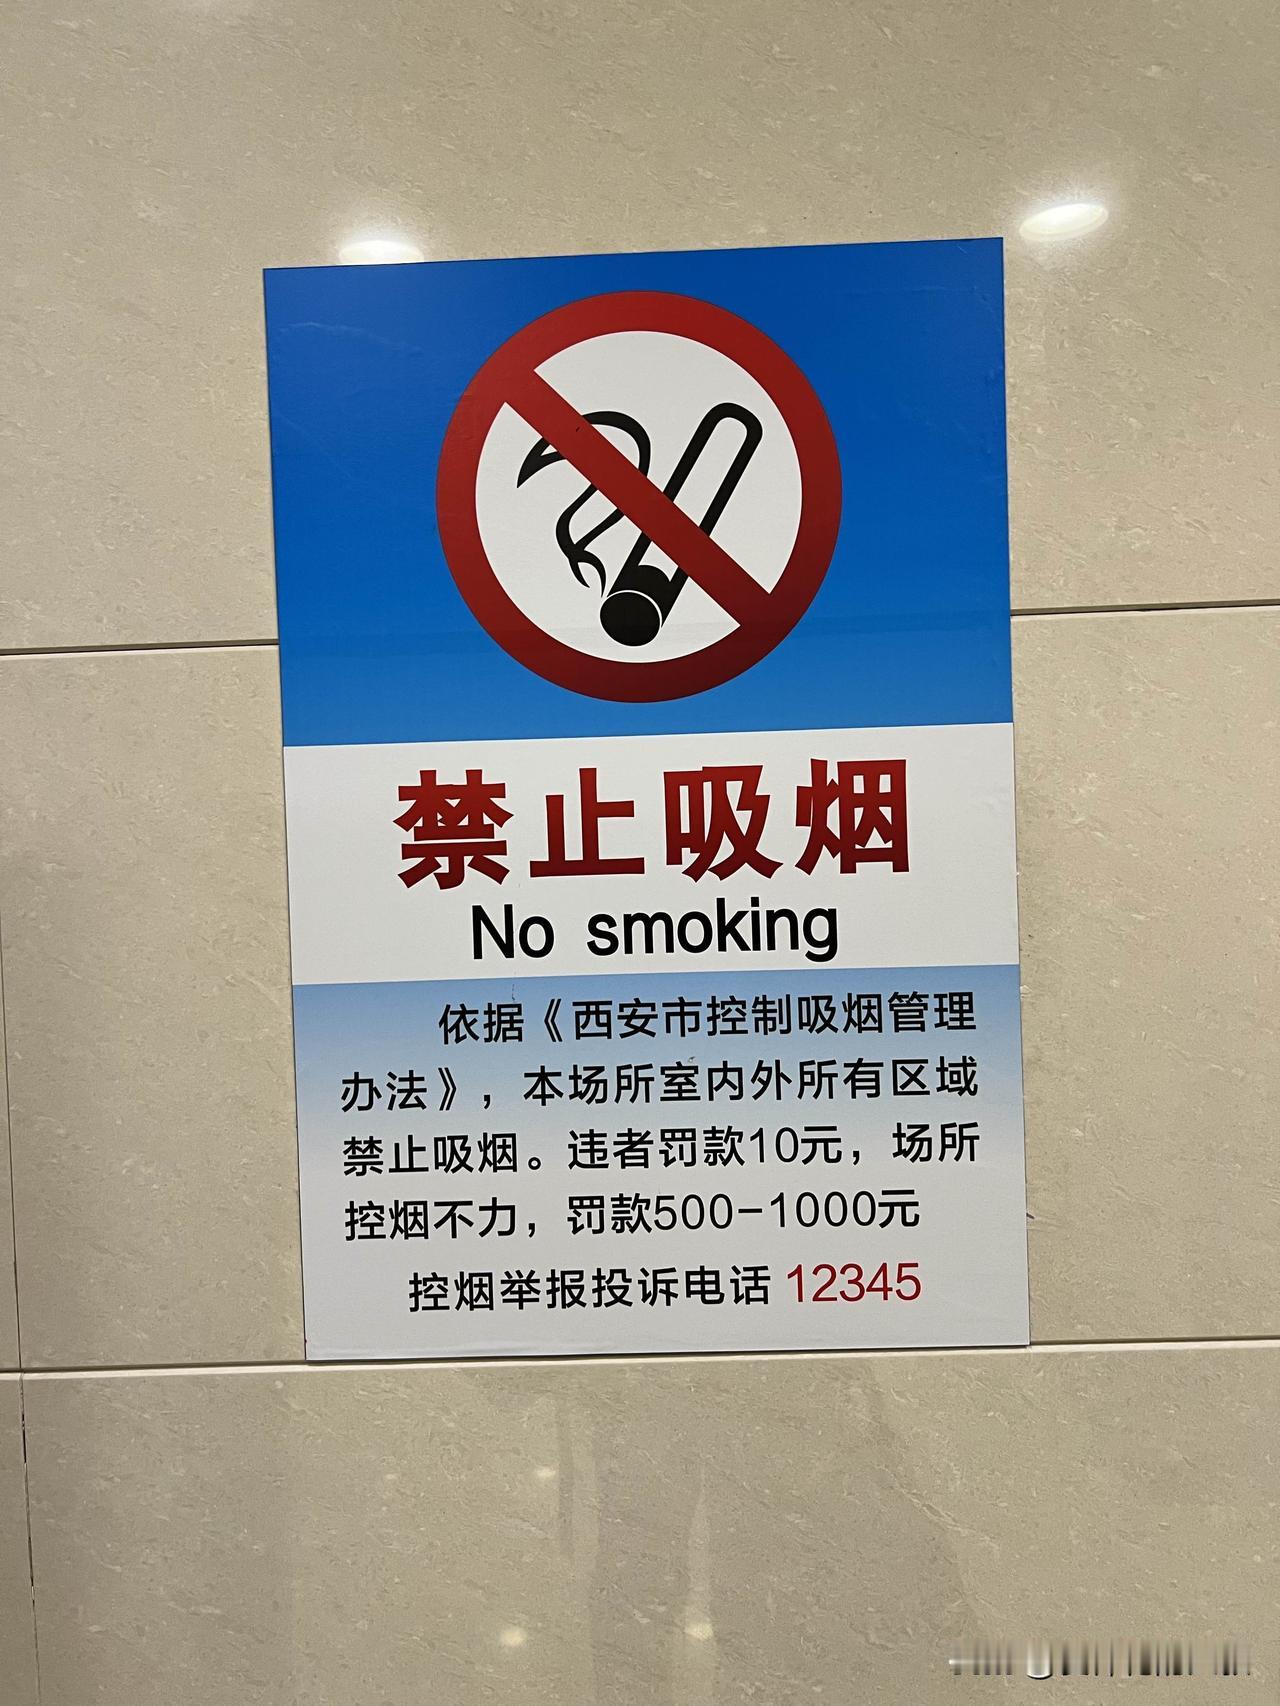 禁止吸烟
No smoking
依据《西安市控制吸烟管理
办法》，本场所室内外所有区域
禁止吸烟。违者罚款10元，场所
控烟不力，罚款500-1000元
控烟举报投诉电话 12345